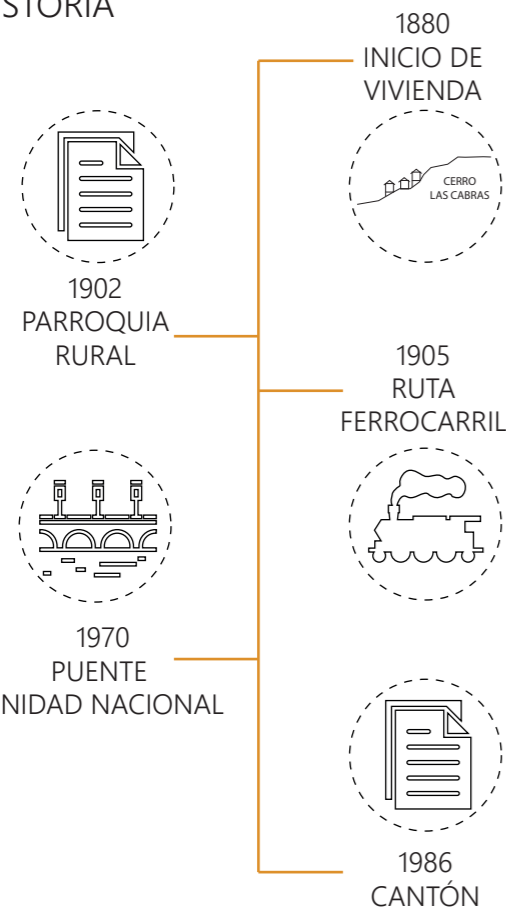 STORIA
1880
INICIO DE
VIVIENDA
CERRO
LAS CABRAS
1902
PARROQUIA
RURAL
1905
RUTA
FERROCARRIL
1970
PUENTE
NIDAD NACIONAL
1986
CANTÓN